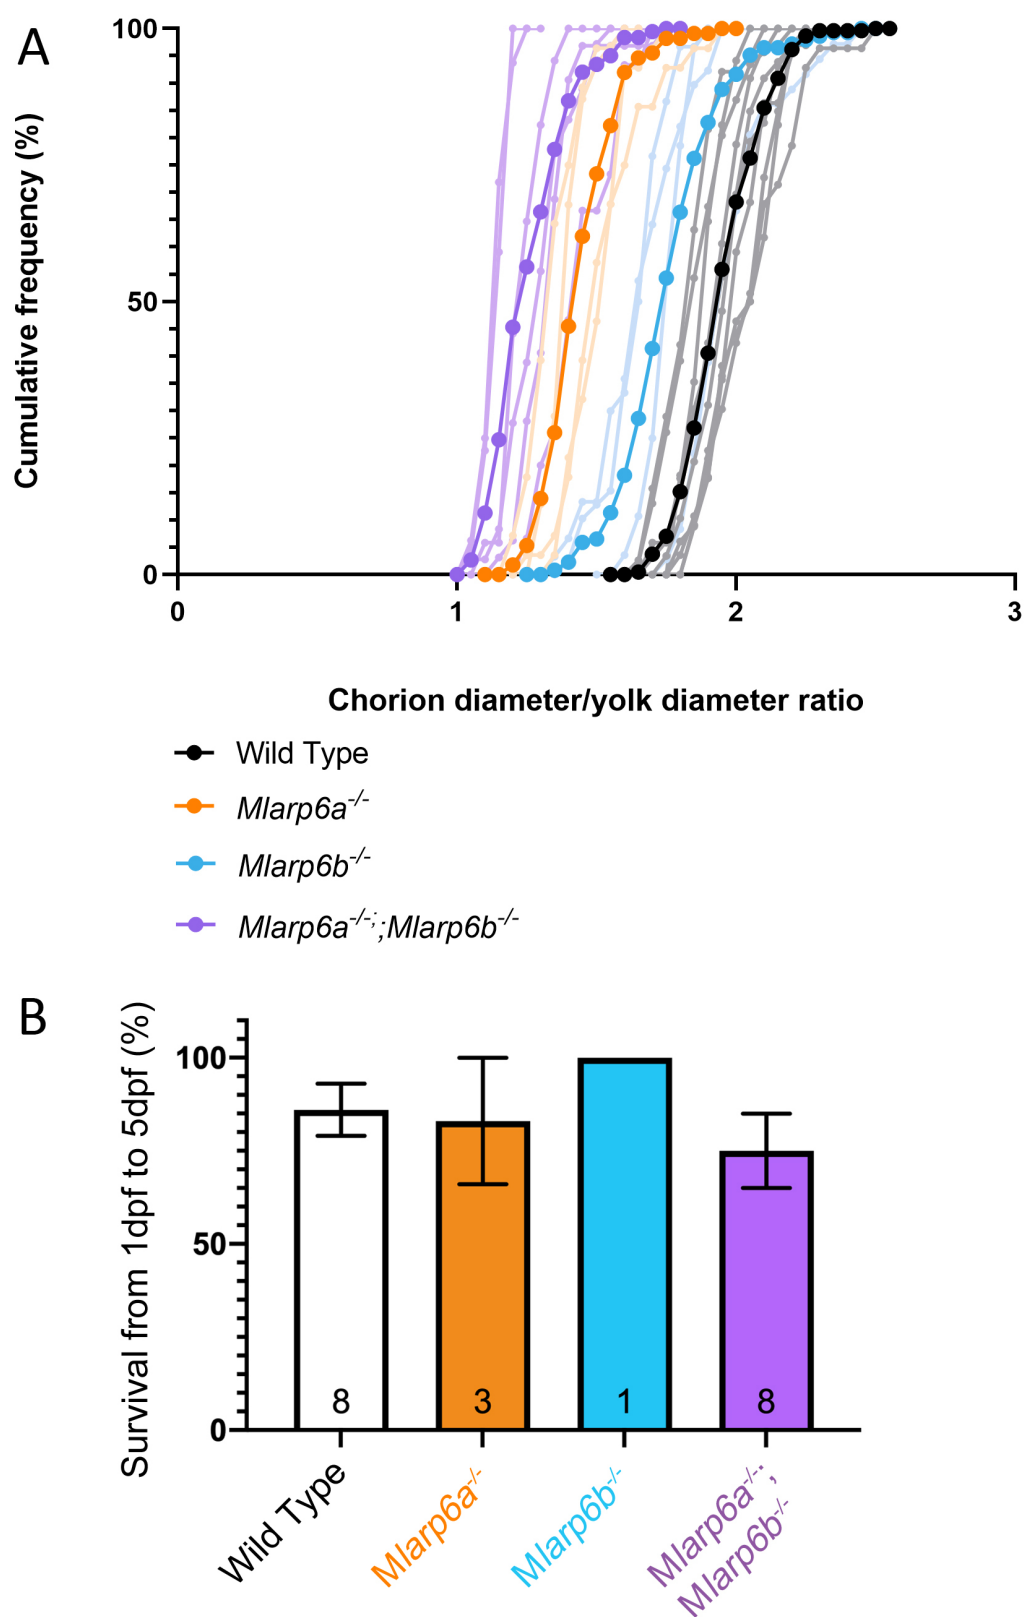 A
Cumulative frequency (%)
100
50
0
0 1 2 3
Chorion diameter/yolk diameter ratio
Wild Type
Mlarp6a-/-
Mlarp6b-/-
Mlarp6a-/-;;Mlarp6b-/-
B
Survival from 1dpf to 5dpf (%)
100
50
0
8 3 1 8
Wild Type
Mlarp6a-/-
Mlarp6b-/-
Mlarp6a-/-;
Mlarp6b-/-